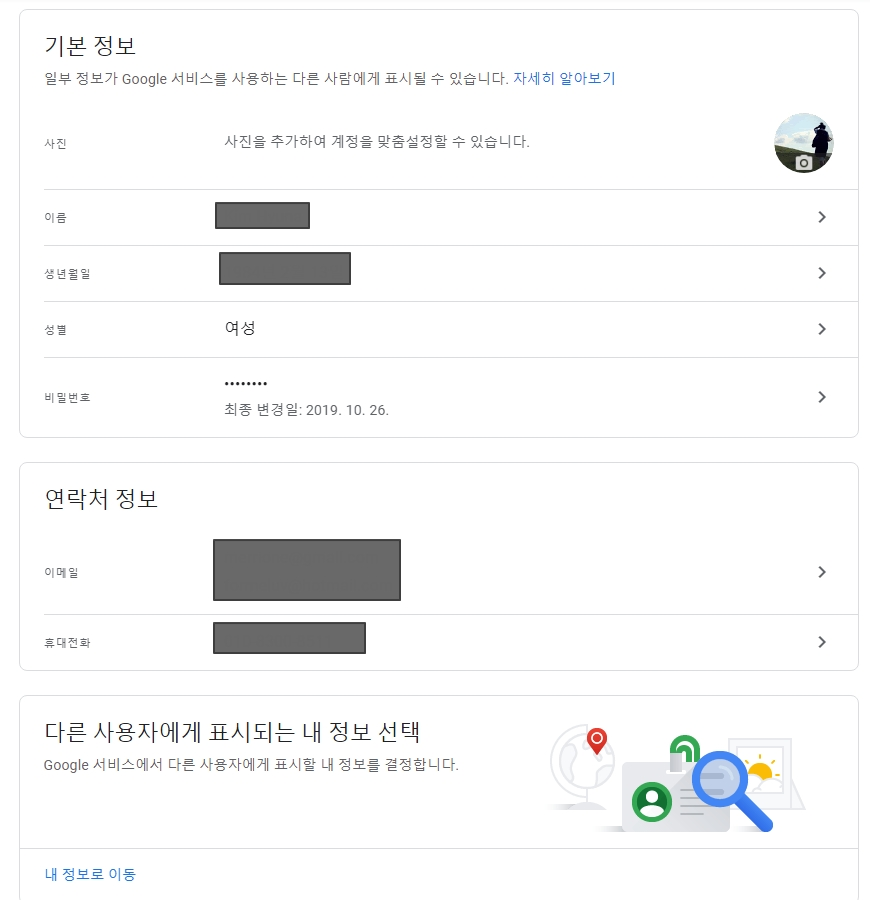 기본 정보
일부 정보가 Google 서비스를 사용하는 다른 사람에게 표시될 수 있습니다. 자세히 알아보기
사진
사진을 추가하여 계정을 맞춤설정할 수 있습니다.
이름
생년월일
성별
여성
비밀번호
••••••••
최종 변경일: 2019. 10. 26.
연락처 정보
이메일
휴대전화
다른 사용자에게 표시되는 내 정보 선택
Google 서비스에서 다른 사용자에게 표시할 내 정보를 결정합니다.
내 정보로 이동